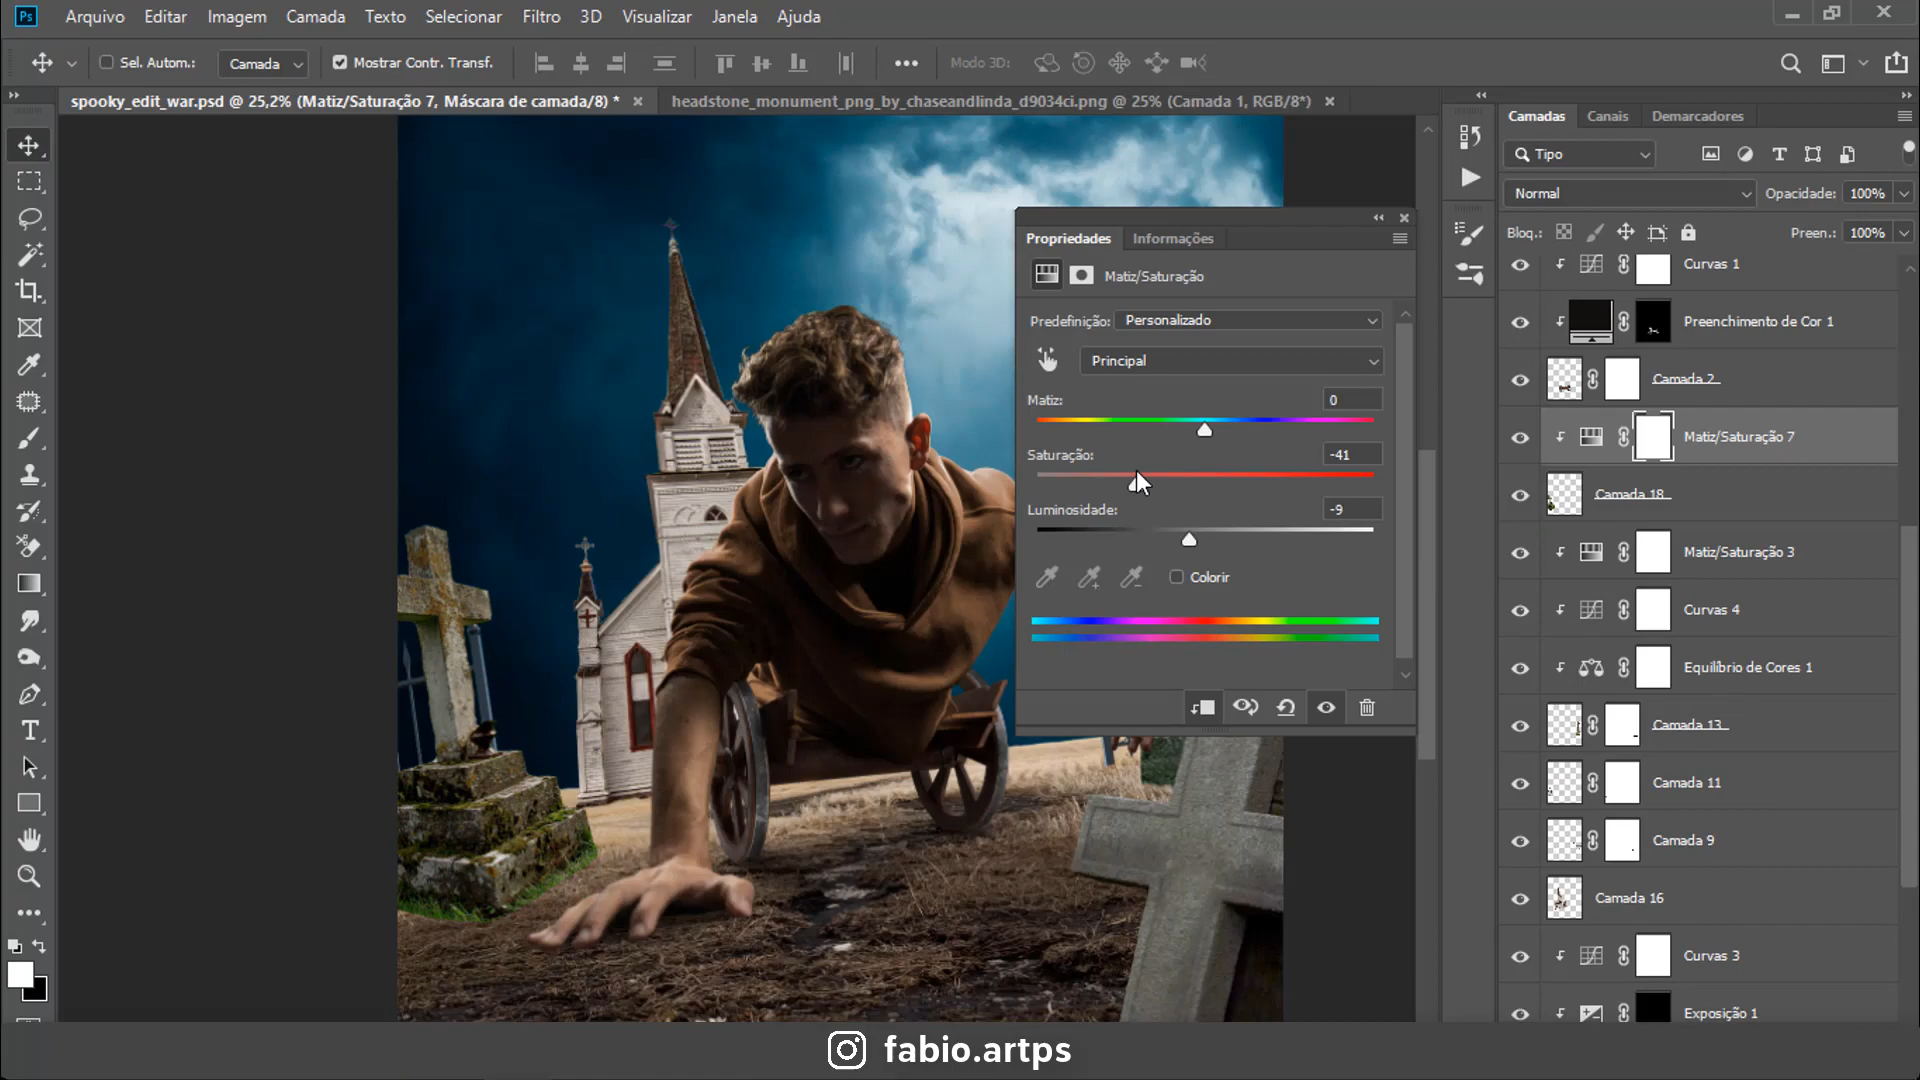 Ps Arquivo Editar Imagem Camada Texto Selecionar Filtro 3D Visualizar Janela Ajuda
Sel. Autom.: Camada Mostrar Contr. Transf. Modo 3D:
spooky_edit_war.psd @ 25,2% (Matiz/Saturação 7, Máscara de camada/8) *
headstone_monument_png_by_chaseandlinda_d9034ci.png @ 25% (Camada 1, RGB/8*)
Propriedades Informações
Matiz/Saturação
Predefinição: Personalizado
Principal
Matiz: 0
Saturação: -41
Luminosidade: -9
Colorir
Camadas Canais Demarcadores
Tipo
Normal Opacidade: 100%
Bloq.: Preen.: 100%
Curvas 1
Preenchimento de Cor 1
Camada 2
Matiz/Saturação 7
Camada 18
Matiz/Saturação 3
Curvas 4
Equilíbrio de Cores 1
Camada 13
Camada 11
Camada 9
Camada 16
Curvas 3
Exposição 1
fabio.artps